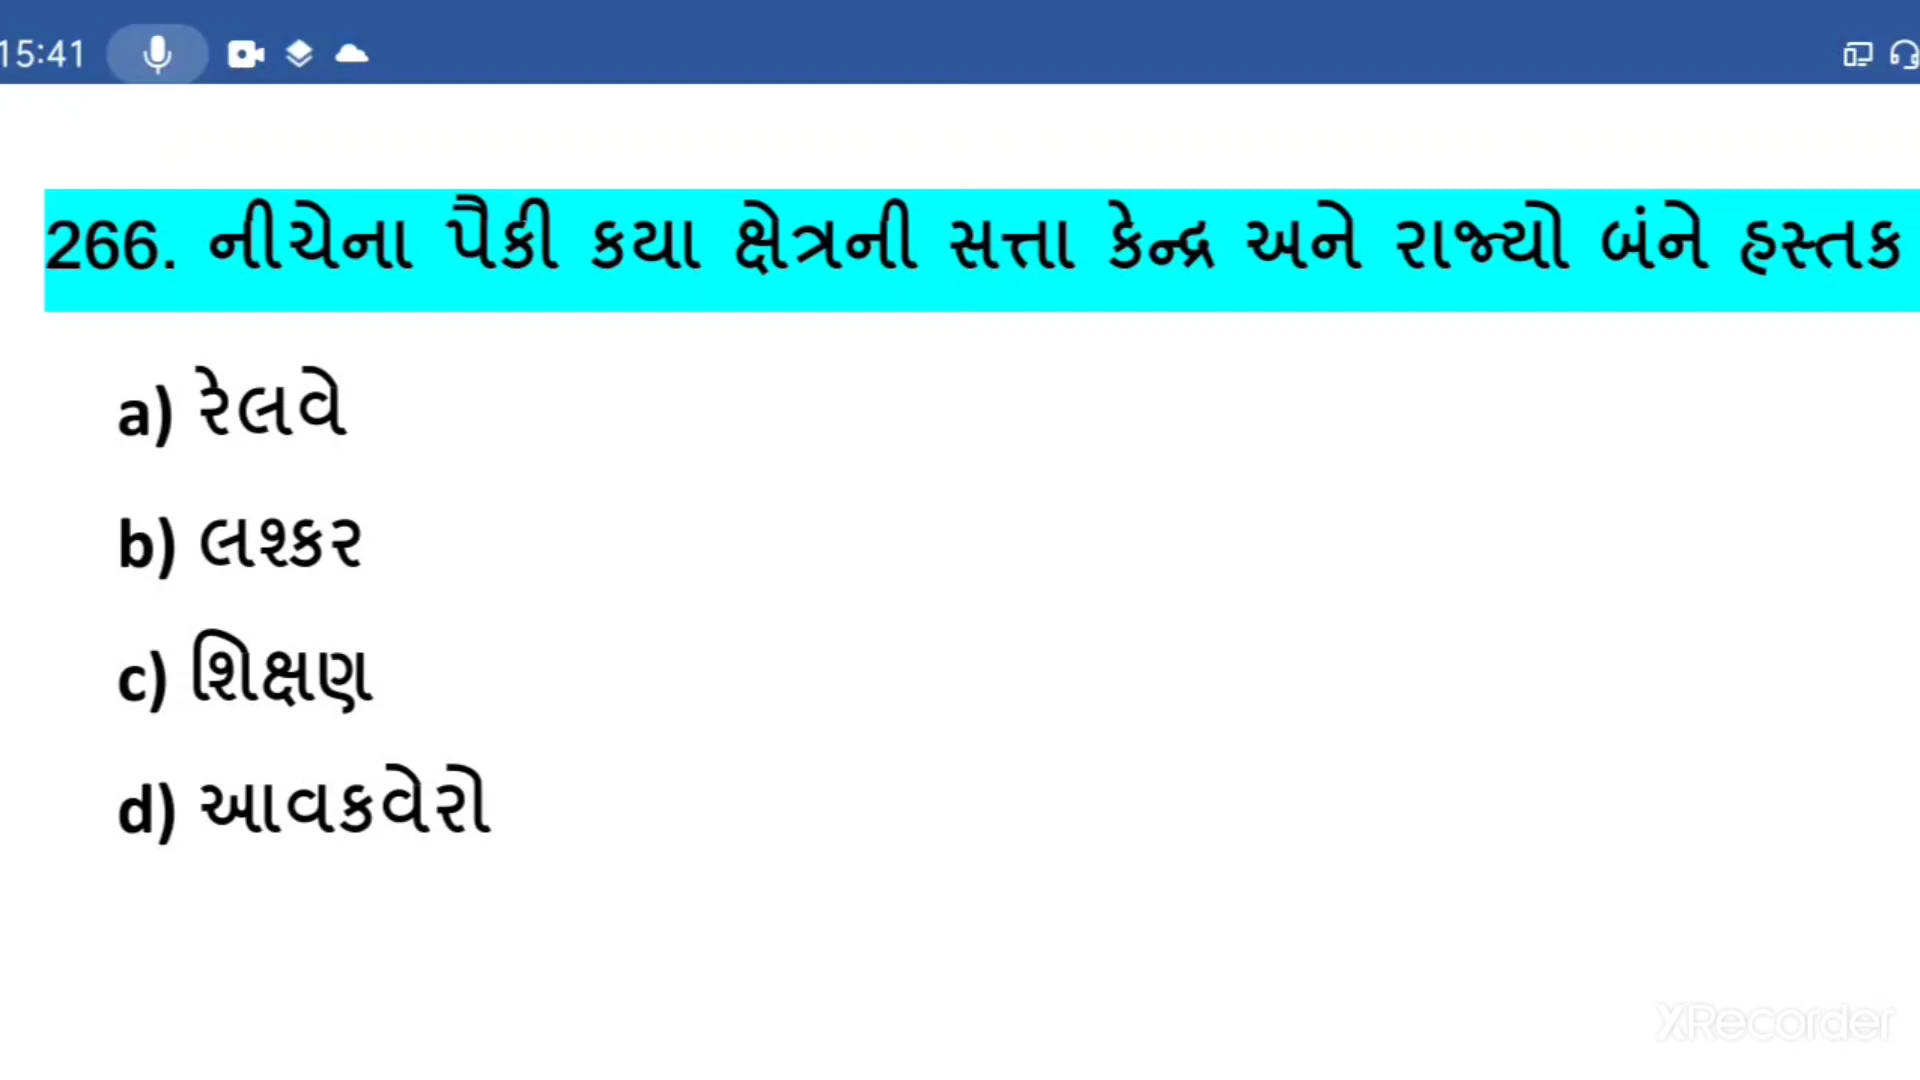 15:41
266. નીચેના પૈકી કયા ક્ષેત્રની સત્તા કેન્દ્ર અને રાજ્યો બંને હસ્તક
a) રેલવે
b) લશ્કર
c) શિક્ષણ
d) આવકવેરો
XRecorder